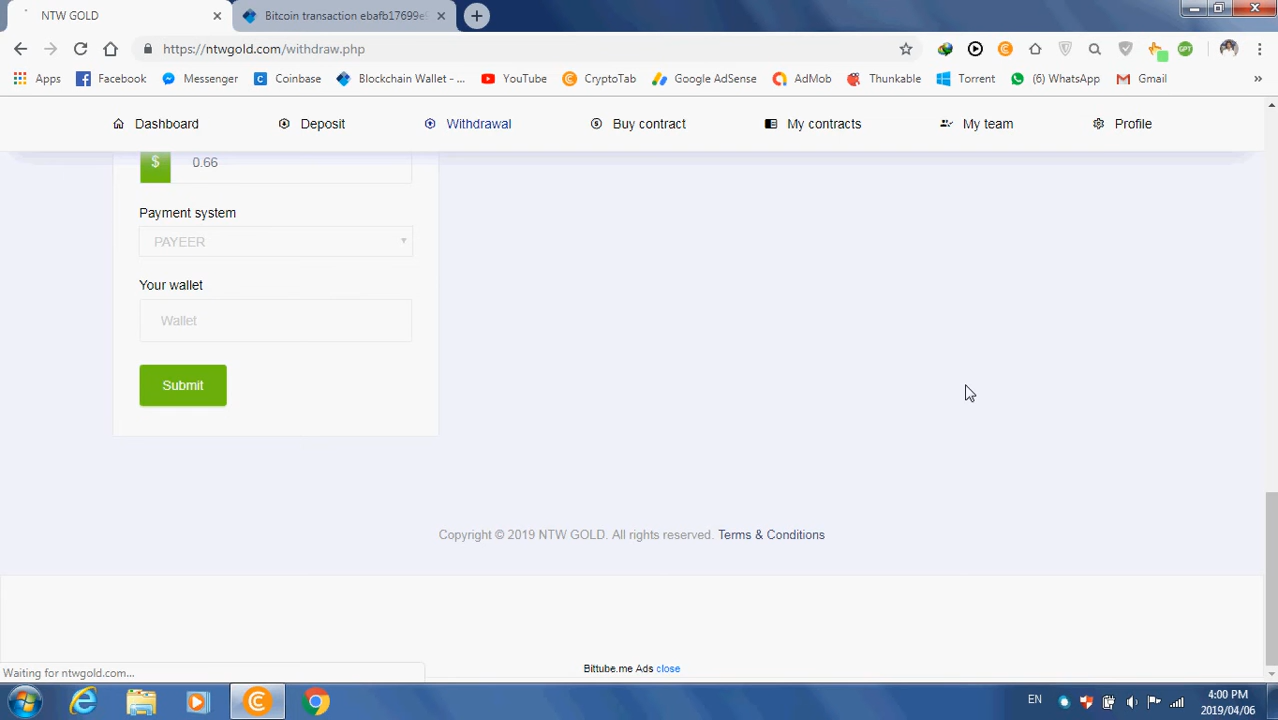 NTW GOLD
Bitcoin transaction ebafb17699e9
https://ntwgold.com/withdraw.php
Apps Facebook Messenger Coinbase Blockchain Wallet - ... YouTube CryptoTab Google AdSense AdMob Thunkable Torrent (6) WhatsApp Gmail »
Dashboard Deposit Withdrawal Buy contract My contracts My team Profile
$ 0.66
Payment system
PAYEER
Your wallet
Wallet
Submit
Copyright © 2019 NTW GOLD. All rights reserved. Terms & Conditions
Bittube.me Ads close
Waiting for ntwgold.com...
EN
4:00 PM
2019/04/06